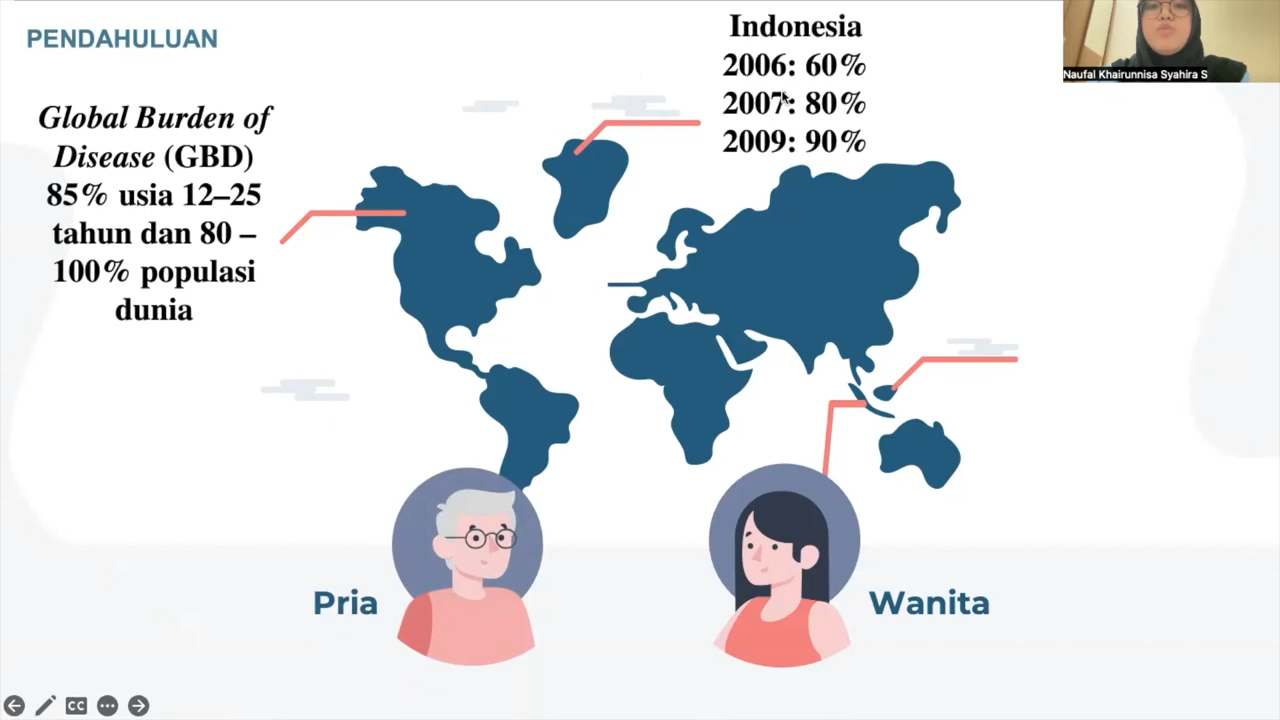 PENDAHULUAN
Global Burden of
Disease (GBD)
85% usia 12–25
tahun dan 80 –
100% populasi
dunia
Indonesia
2006: 60%
2007: 80%
2009: 90%
Naufal Khairunnisa Syahira S
Pria
Wanita
CC